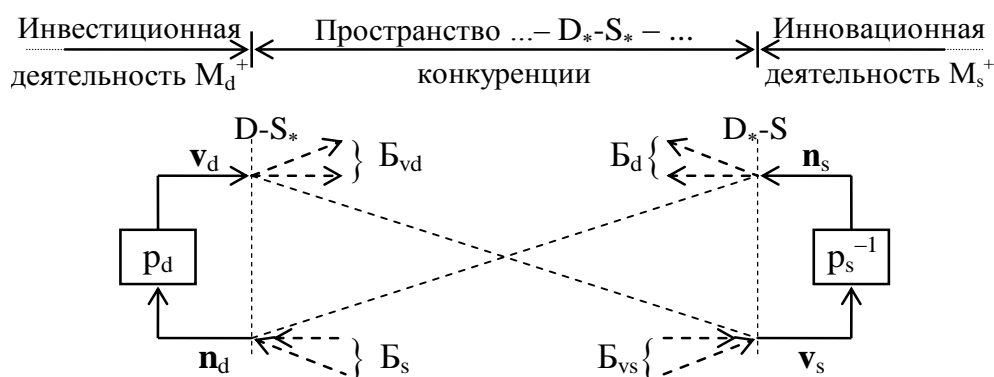 Инвестиционная Пространство ...– D*-S* – ... Инновационная
деятельность Md+ конкуренции деятельность Ms+
D-S* D*-S
vd } Бvd Бd { ns
pd ps–1
nd } Бs Бvs { vs